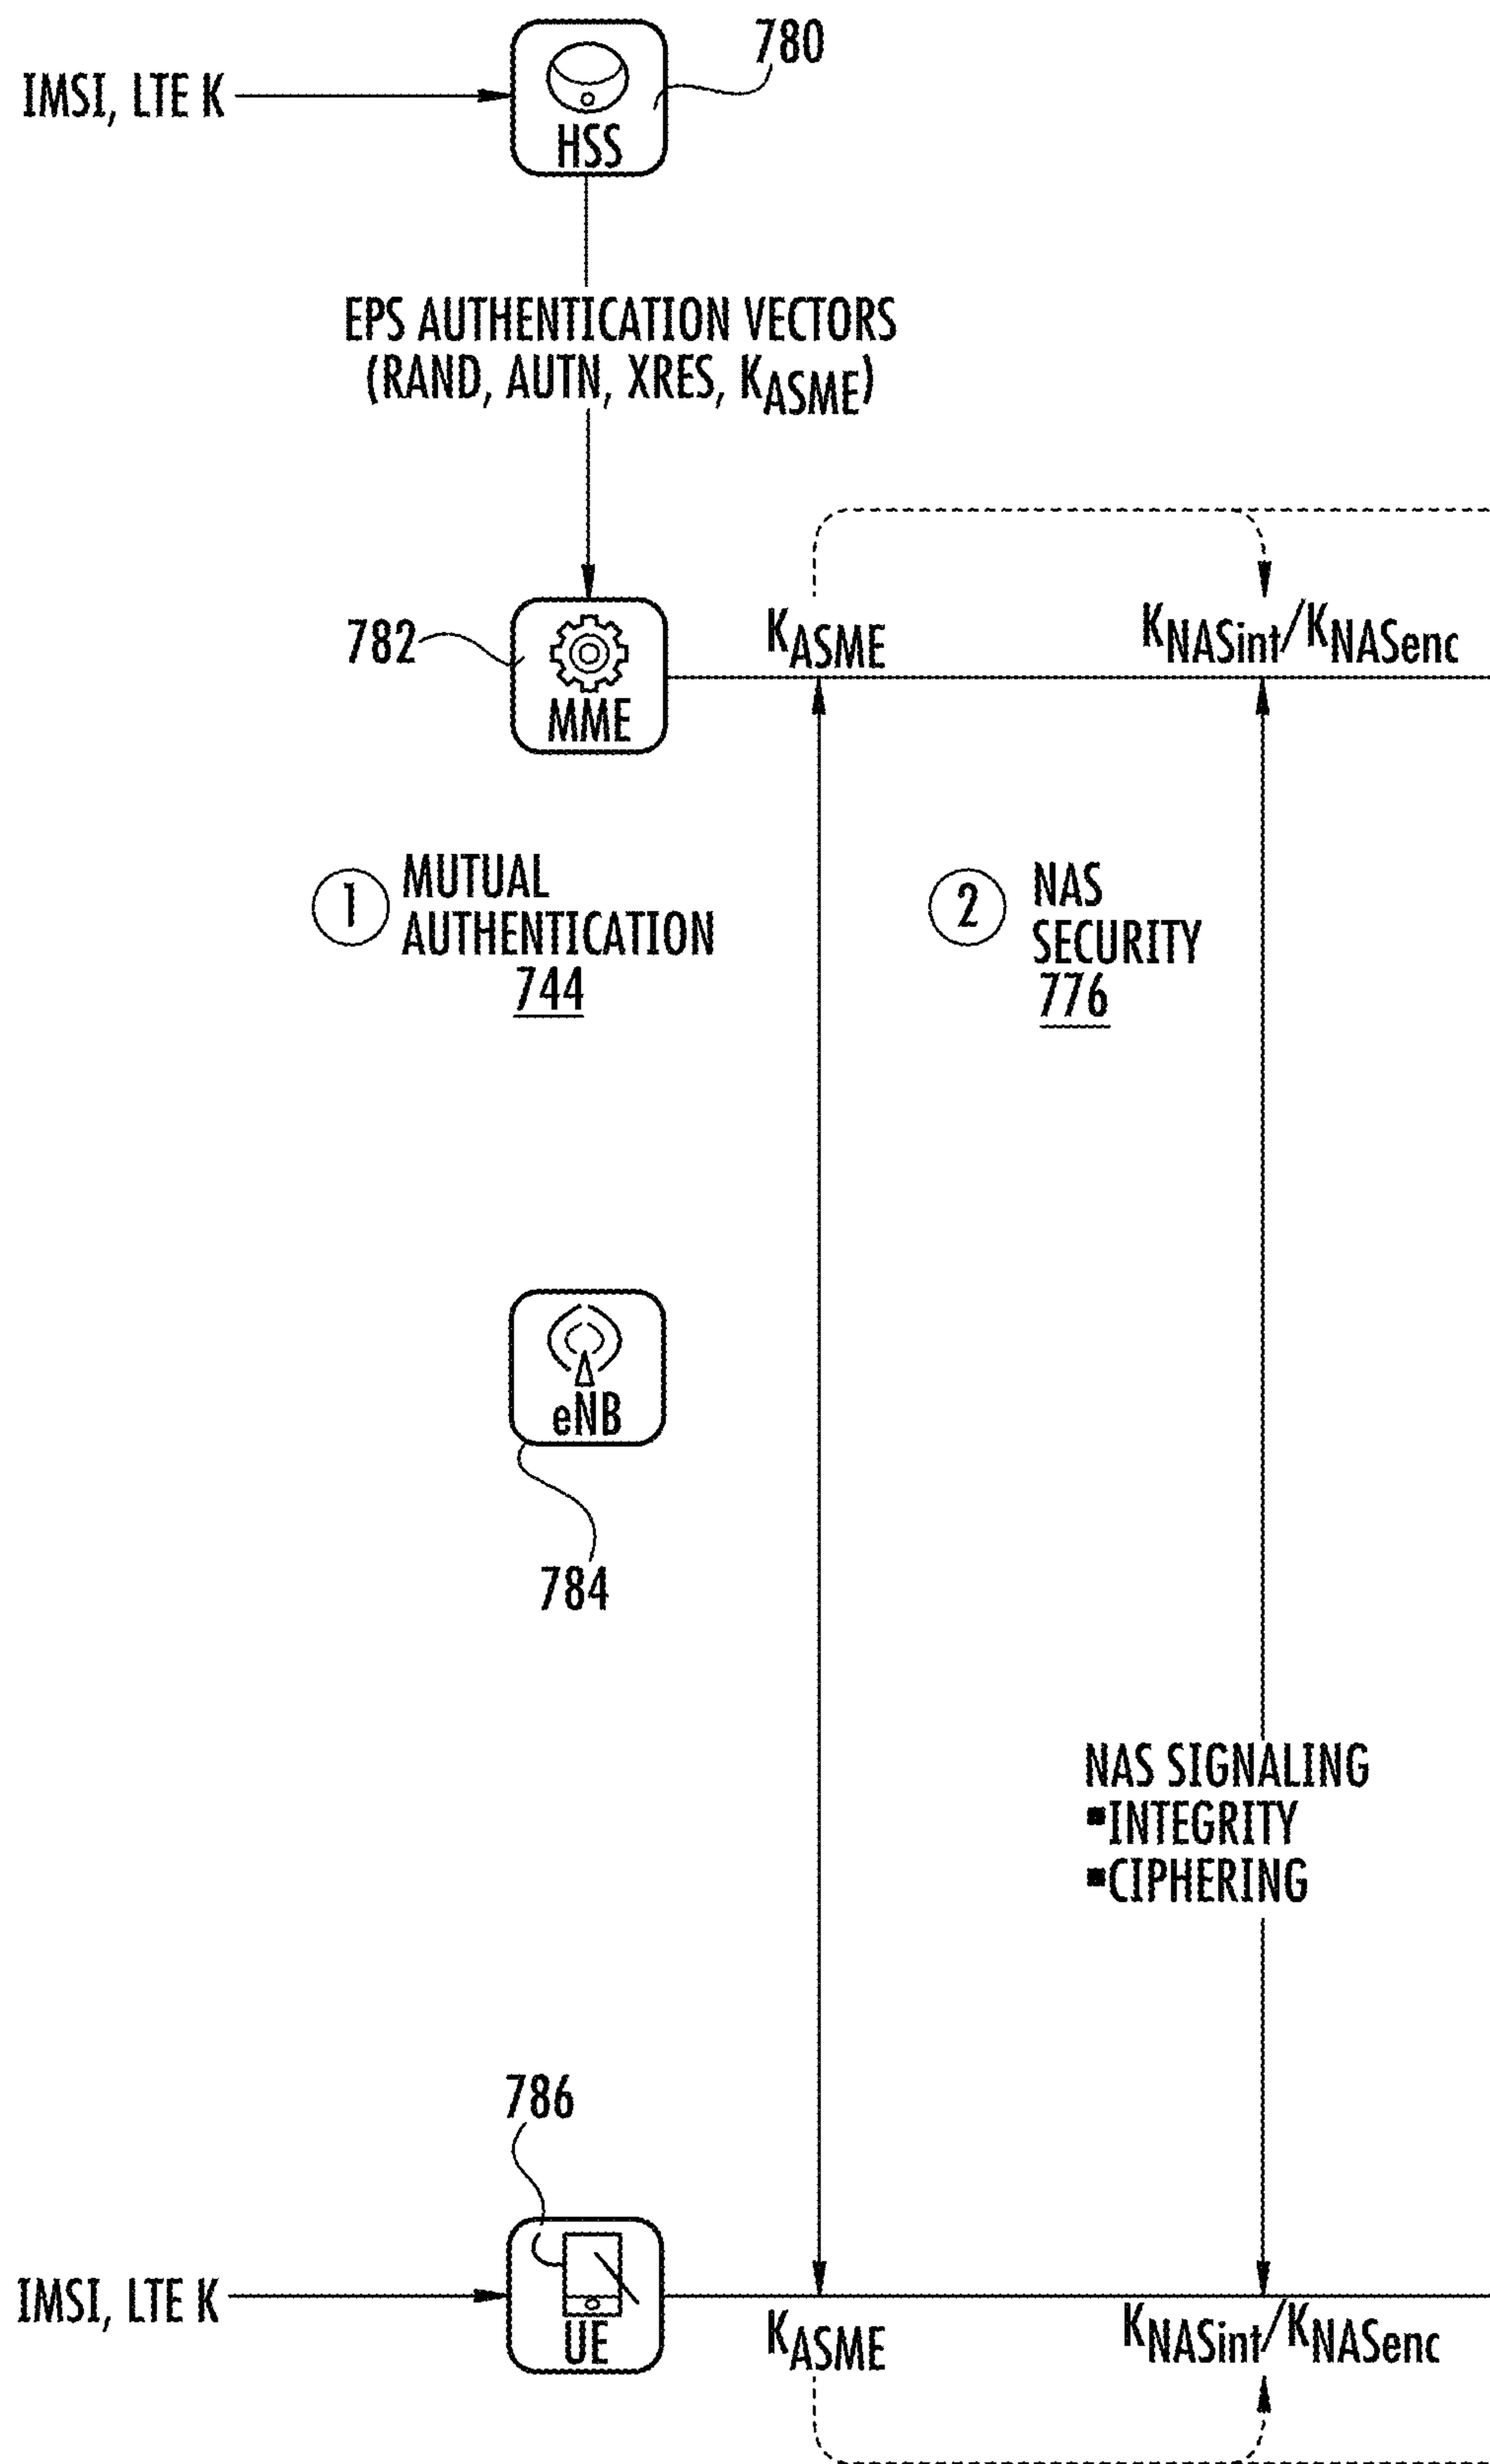 780
IMSI, LTE K
HSS
EPS AUTHENTICATION VECTORS
(RAND, AUTN, XRES, KASME)
782
MME
KASME
KNASint/KNASenc
1 MUTUAL
AUTHENTICATION
744
2 NAS
SECURITY
776
eNB
784
NAS SIGNALING
▪INTEGRITY
▪CIPHERING
786
IMSI, LTE K
UE
KASME
KNASint/KNASenc